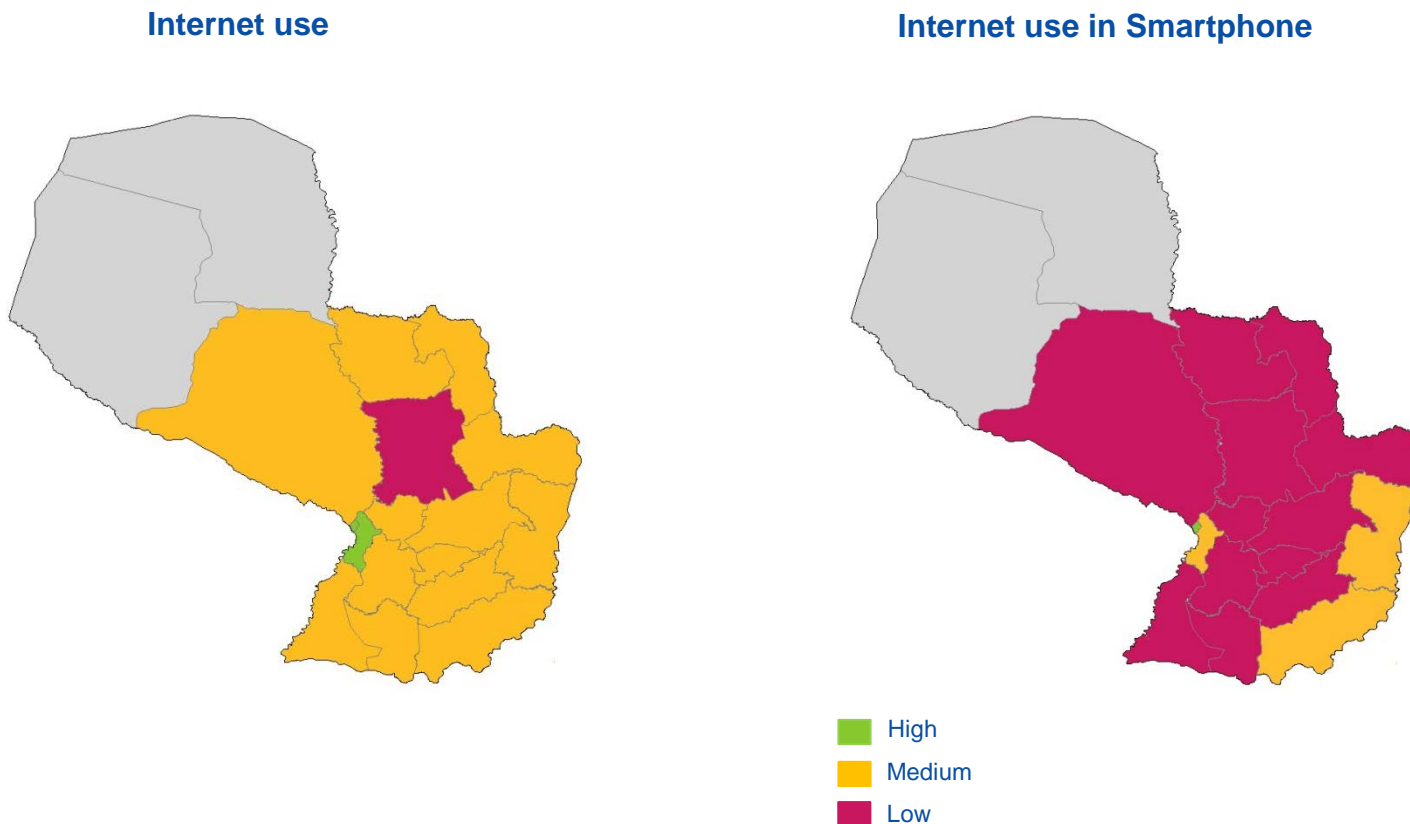 Internet use
Internet use in Smartphone
High
Medium
Low